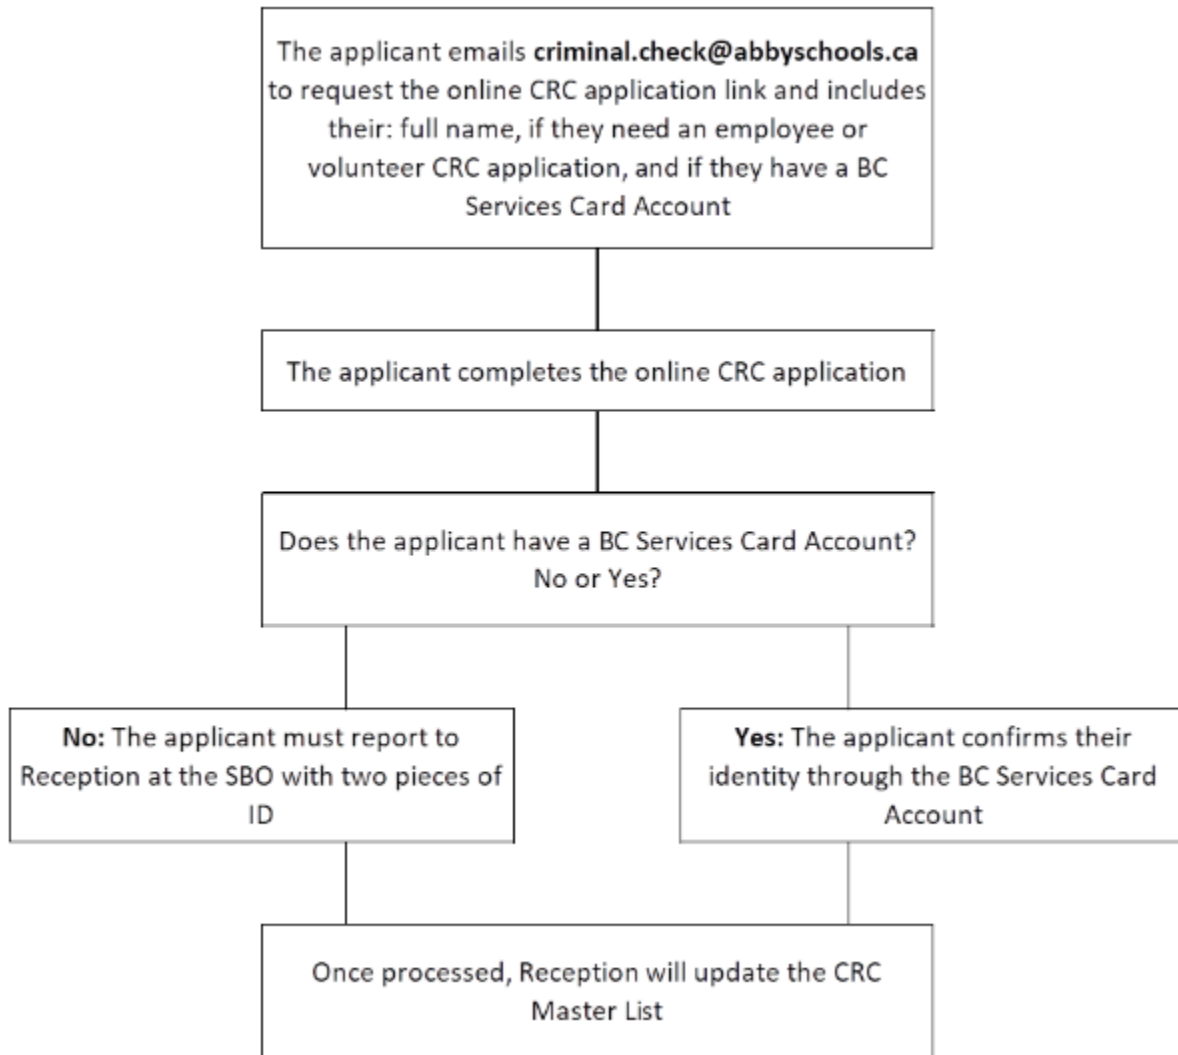 The applicant emails criminal.check@abbyschools.ca
to request the online CRC application link and includes
their: full name, if they need an employee or
volunteer CRC application, and if they have a BC
Services Card Account
The applicant completes the online CRC application
Does the applicant have a BC Services Card Account?
No or Yes?
No: The applicant must report to
Reception at the SBO with two pieces of
ID
Yes: The applicant confirms their
identity through the BC Services Card
Account
Once processed, Reception will update the CRC
Master List